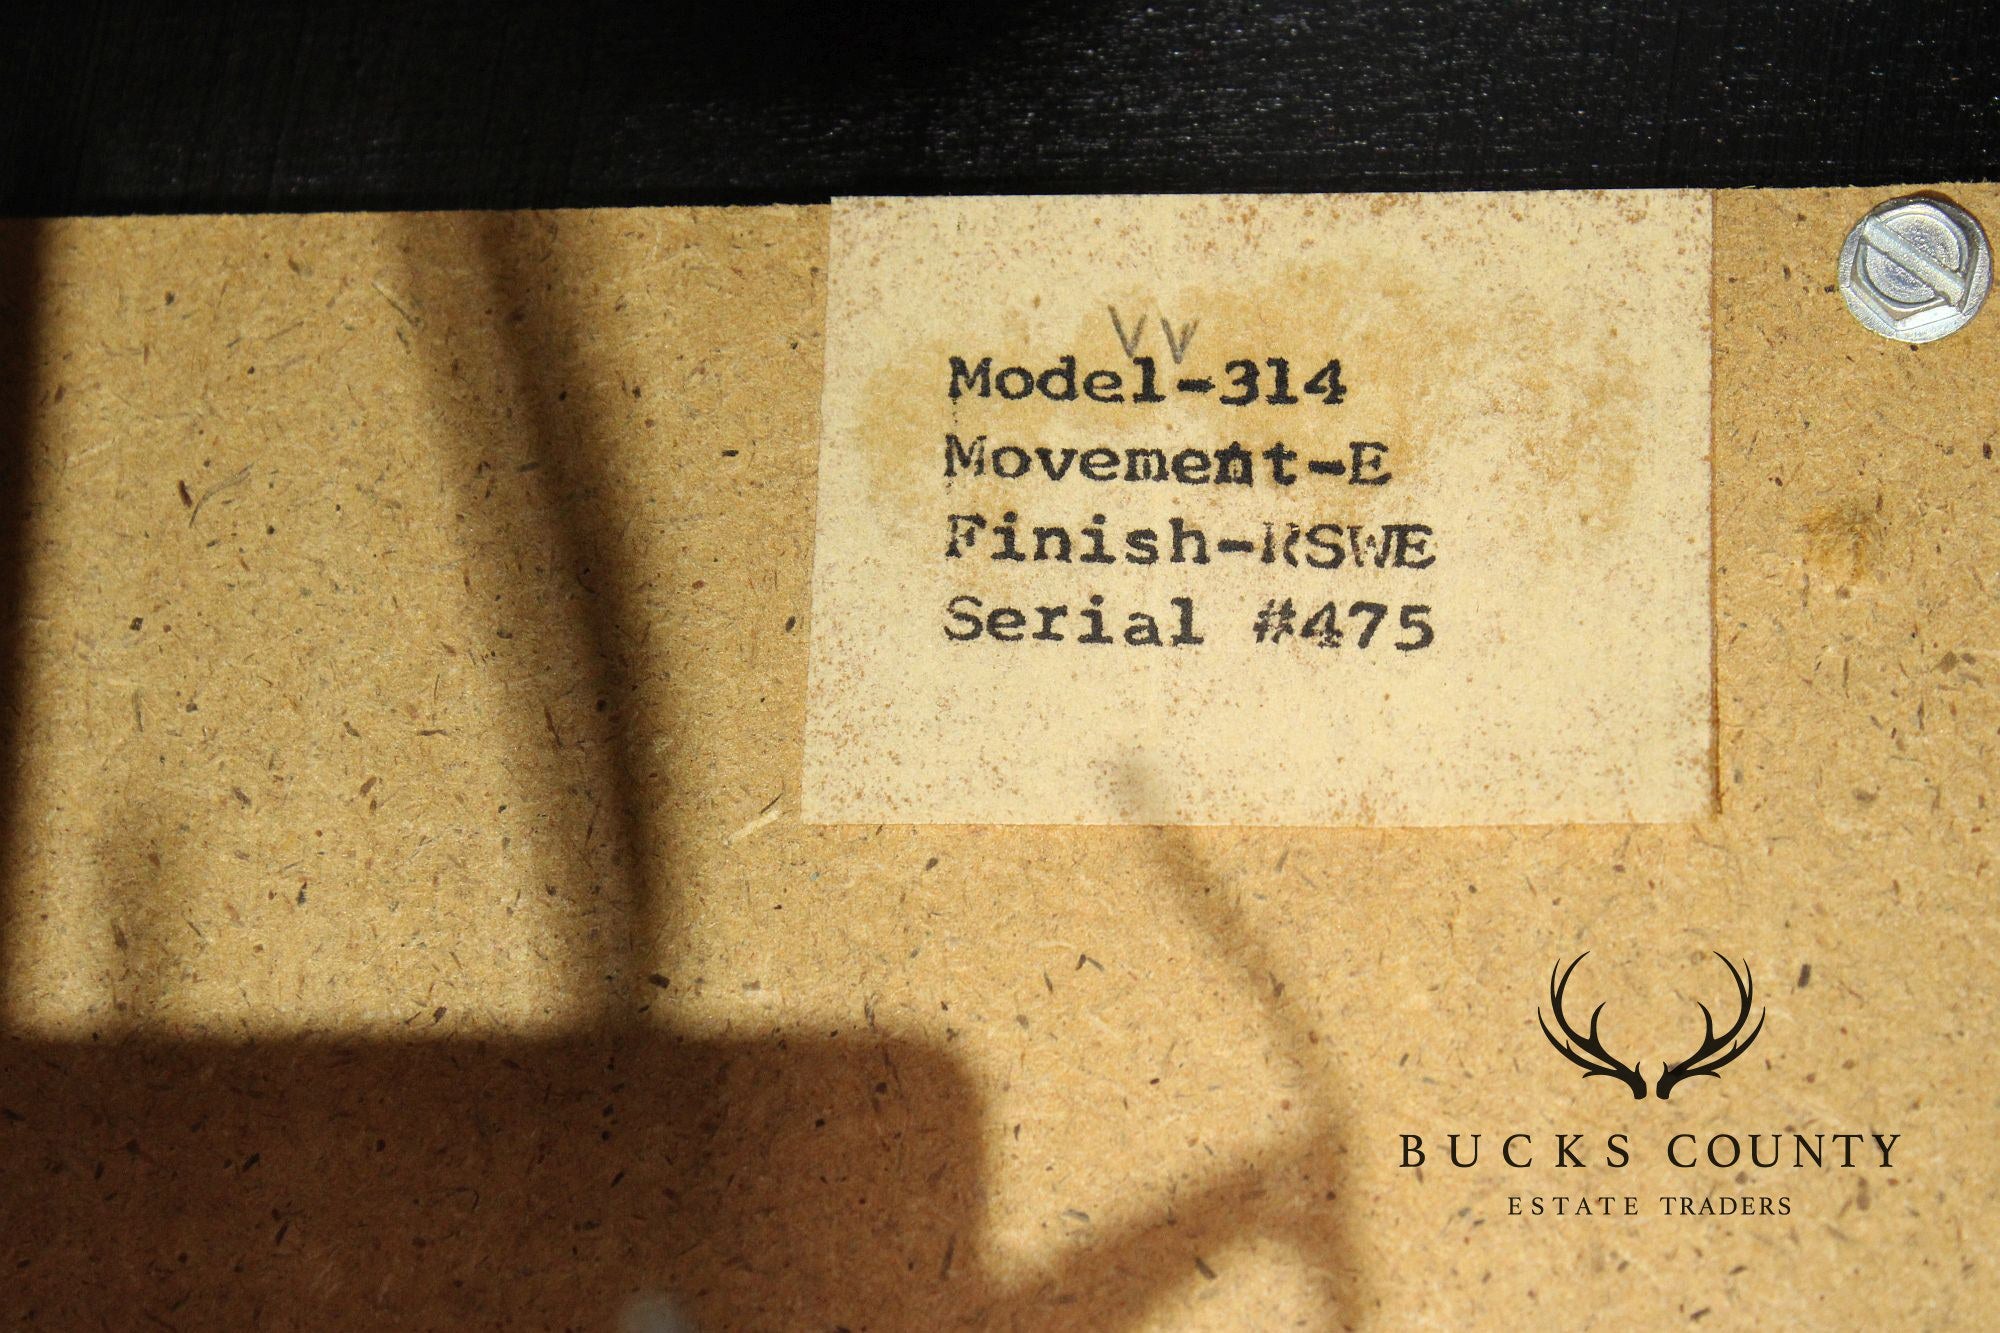 VV
Model-314
Movement-E
Finish-RSWE
Serial #475
BUCKS COUNTY
ESTATE TRADERS